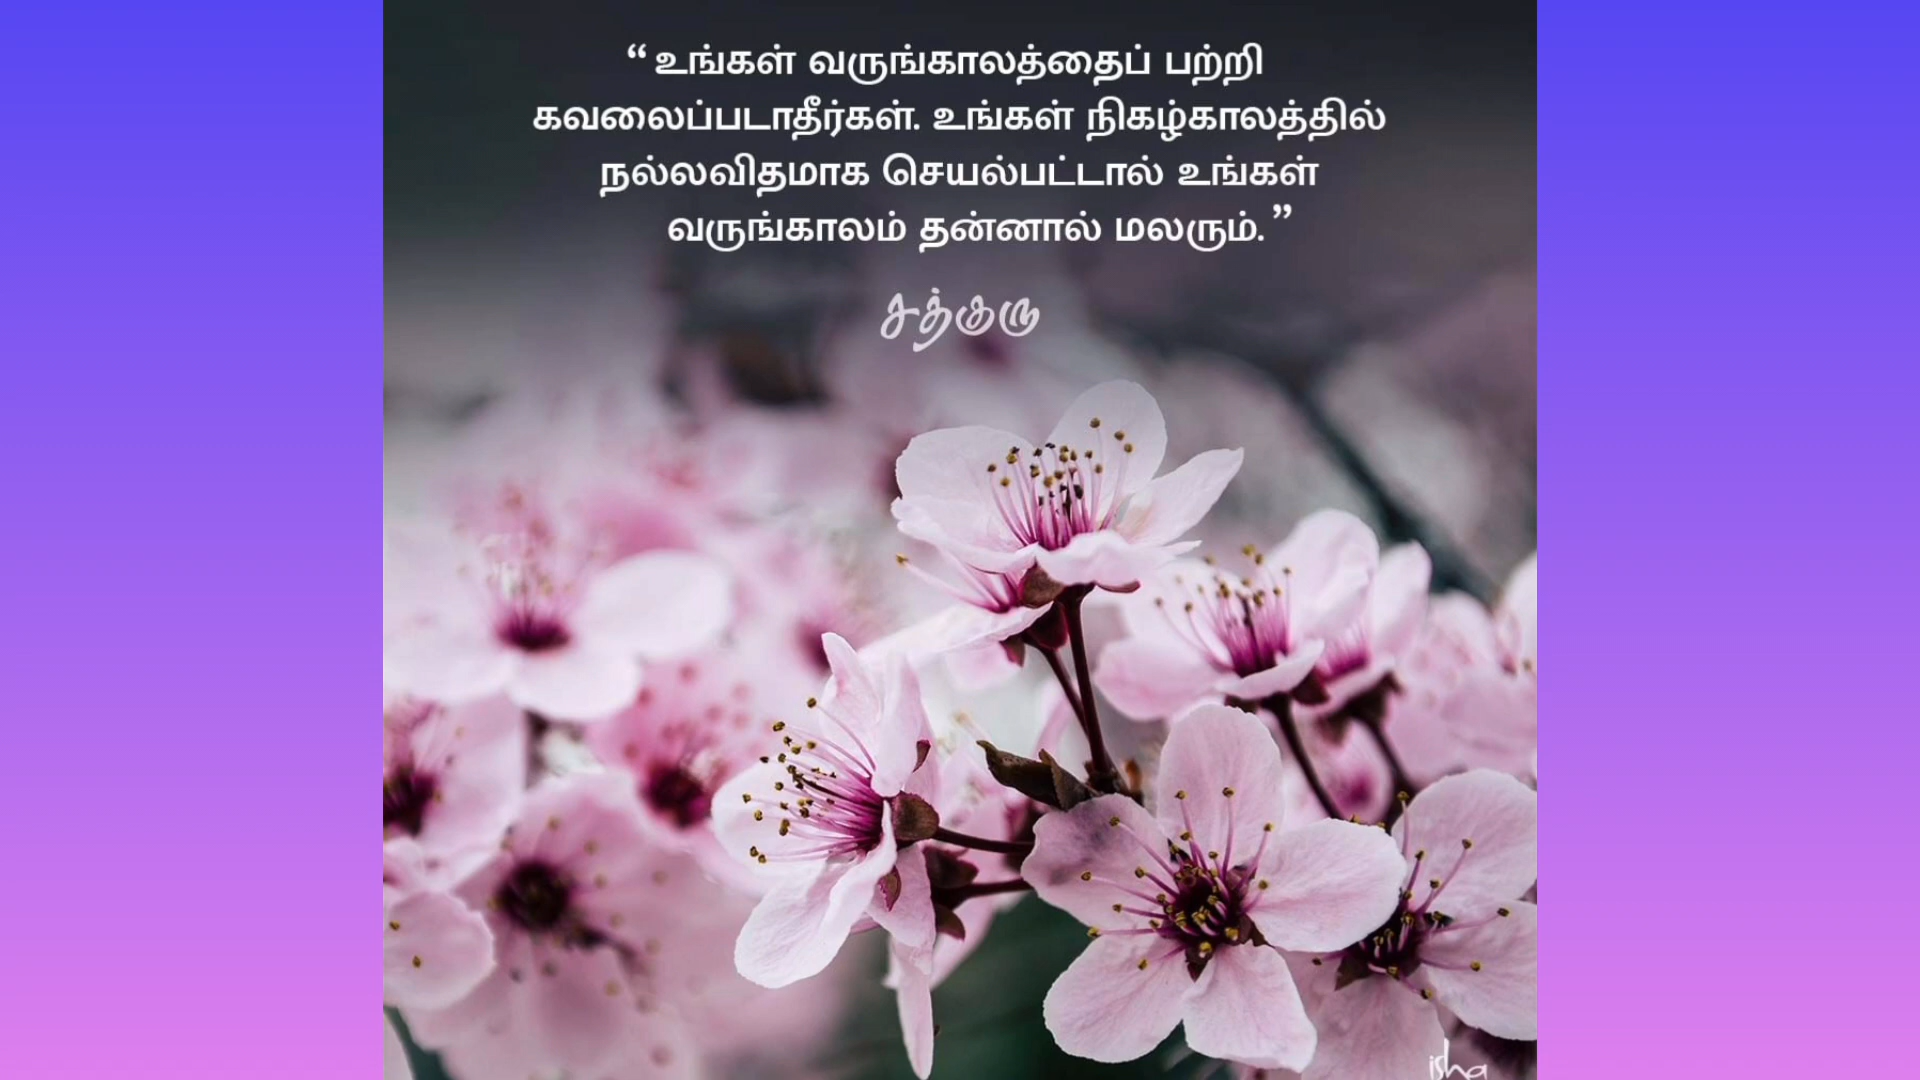 “உங்கள் வருங்காலத்தைப் பற்றி
கவலைப்படாதீர்கள். உங்கள் நிகழ்காலத்தில்
நல்லவிதமாக செயல்பட்டால் உங்கள்
வருங்காலம் தன்னால் மலரும்.”
சத்குரு
isha